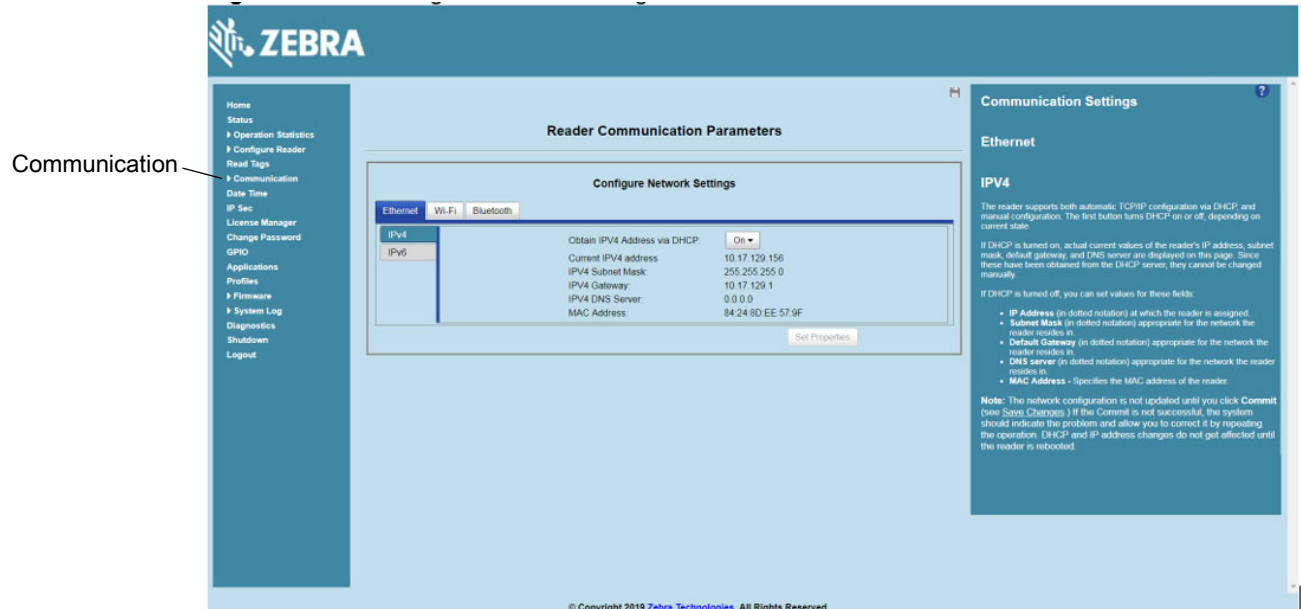 ZEBRA
Communication
Home
Status
Operation Statistics
Configure Reader
Read Tags
Communication
Date Time
IP Sec
License Manager
Change Password
GPIO
Applications
Profiles
Firmware
System Log
Diagnostics
Shutdown
Logout
Reader Communication Parameters
Configure Network Settings
Ethernet Wi-Fi Bluetooth
IPv4
IPv6
Obtain IPV4 Address via DHCP: On
Current IPV4 address 10.17.129.156
IPV4 Subnet Mask: 255.255.255.0
IPV4 Gateway: 10.17.129.1
IPV4 DNS Server: 0.0.0.0
MAC Address: 84:24:8D:EE:57:9F
Set Properties
Communication Settings ?
Ethernet
IPV4
The reader supports both automatic TCP/IP configuration via DHCP, and
manual configuration. The first button turns DHCP on or off, depending on
current state.
If DHCP is turned on, actual current values of the reader's IP address, subnet
mask, default gateway, and DNS server are displayed on this page. Since
these have been obtained from the DHCP server, they cannot be changed
manually.
If DHCP is turned off, you can set values for these fields:
• IP Address (in dotted notation) at which the reader is assigned.
• Subnet Mask (in dotted notation) appropriate for the network the
reader resides in.
• Default Gateway (in dotted notation) appropriate for the network the
reader resides in.
• DNS server (in dotted notation) appropriate for the network the reader
resides in.
• MAC Address - Specifies the MAC address of the reader.
Note: The network configuration is not updated until you click Commit
(see Save Changes.) If the Commit is not successful, the system
should indicate the problem and allow you to correct it by repeating
the operation. DHCP and IP address changes do not get affected until
the reader is rebooted.
© Copyright 2019 Zebra Technologies. All Rights Reserved